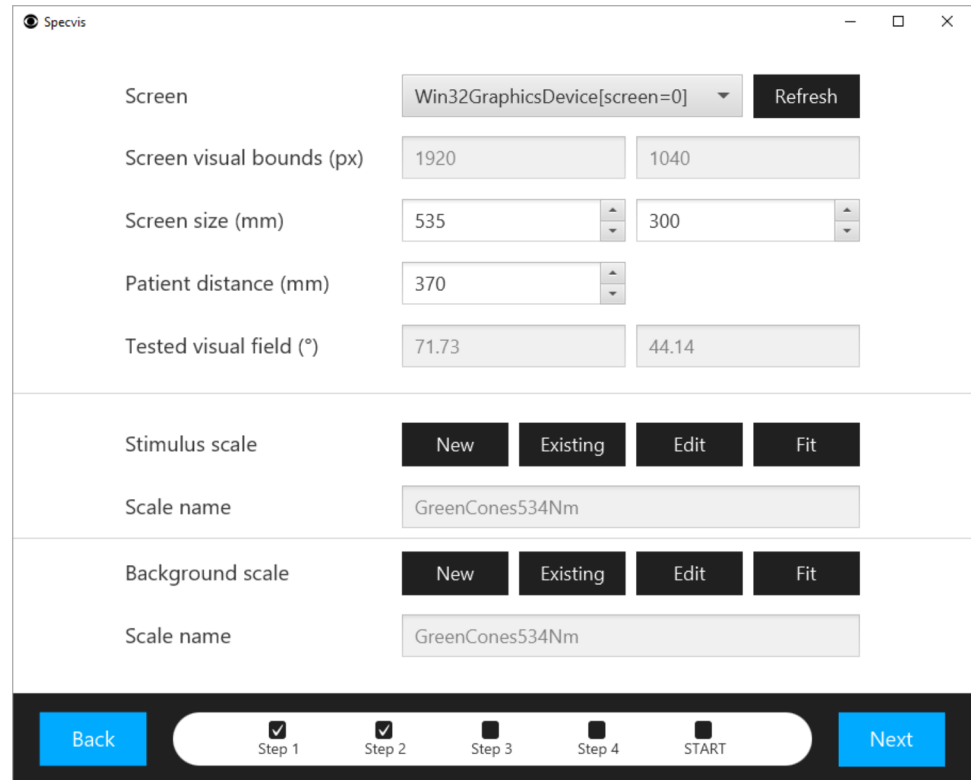 Specvis
Screen Win32GraphicsDevice[screen=0] Refresh
Screen visual bounds (px) 1920 1040
Screen size (mm) 535 300
Patient distance (mm) 370
Tested visual field (°) 71.73 44.14
Stimulus scale New Existing Edit Fit
Scale name GreenCones534Nm
Background scale New Existing Edit Fit
Scale name GreenCones534Nm
Back Step 1 Step 2 Step 3 Step 4 START Next